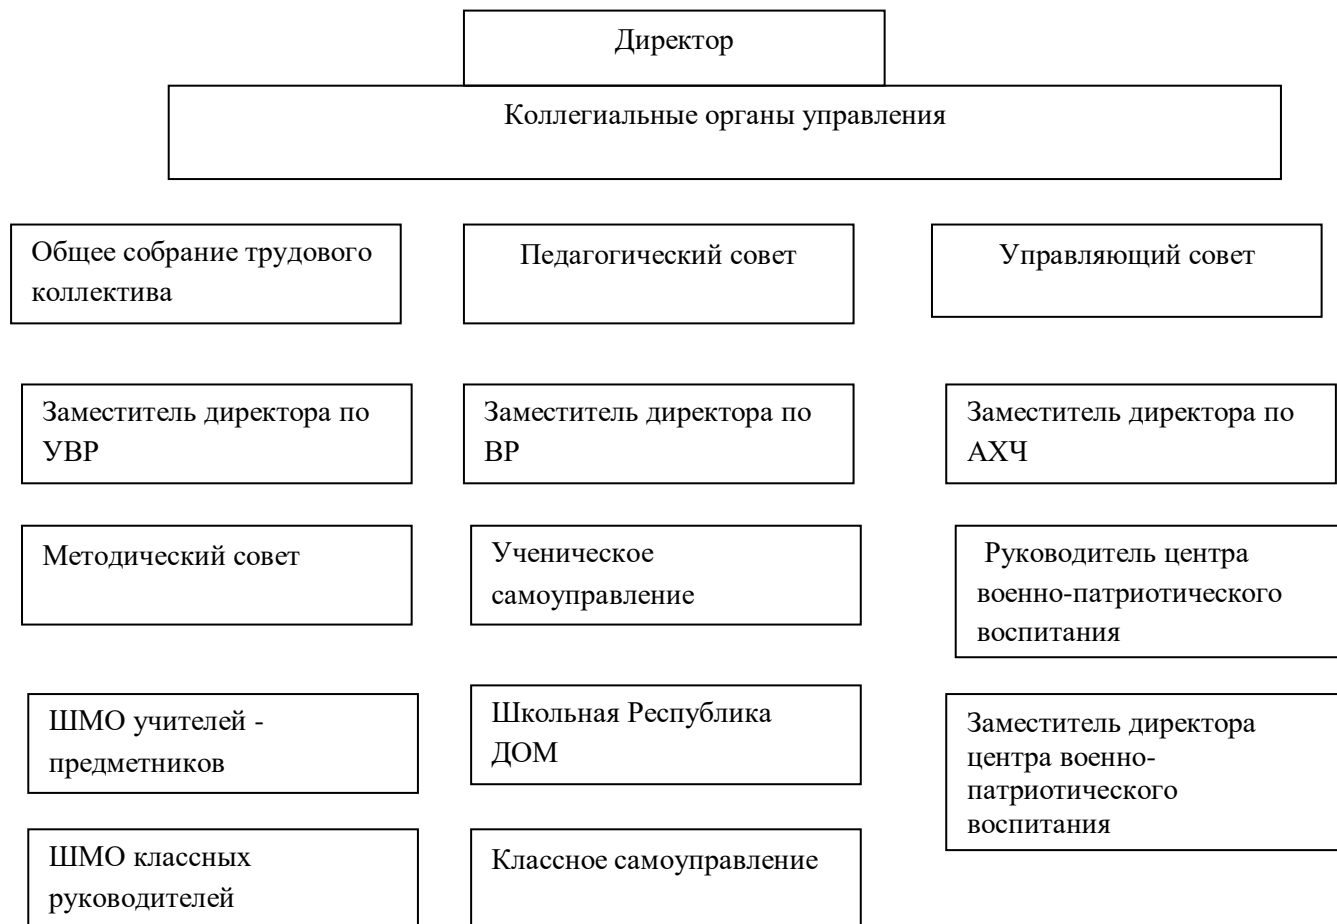 Директор
Коллегиальные органы управления
Общее собрание трудового
коллектива
Педагогический совет
Управляющий совет
Заместитель директора по
УВР
Заместитель директора по
ВР
Заместитель директора по
АХЧ
Методический совет
Ученическое
самоуправление
Руководитель центра
военно-патриотического
воспитания
ШМО учителей -
предметников
Школьная Республика
ДОМ
Заместитель директора
центра военно-
патриотического
воспитания
ШМО классных
руководителей
Классное самоуправление